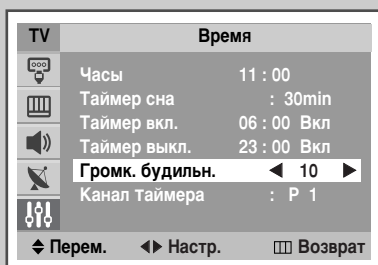 TV Время
Часы 11 : 00
Таймер сна : 30min
Таймер вкл. 06 : 00 Вкл
Таймер выкл. 23 : 00 Вкл
Громк. будильн. ◀ 10 ▶
Канал таймера : P 1
Перем. Настр. Возврат